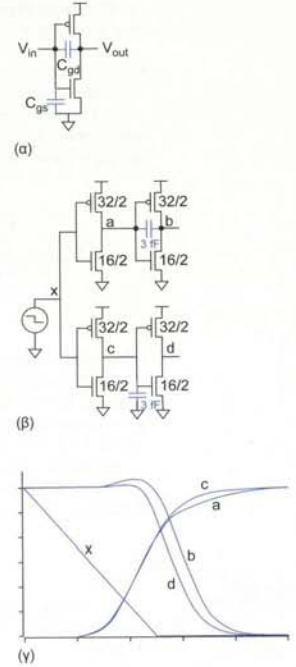 V_in V_out
C_gd
C_gs
(α)
32/2 32/2
a b
3 fF
16/2 16/2
x
32/2 32/2
c d
16/2 3 fF 16/2
(β)
c
a
x
b
d
(γ)